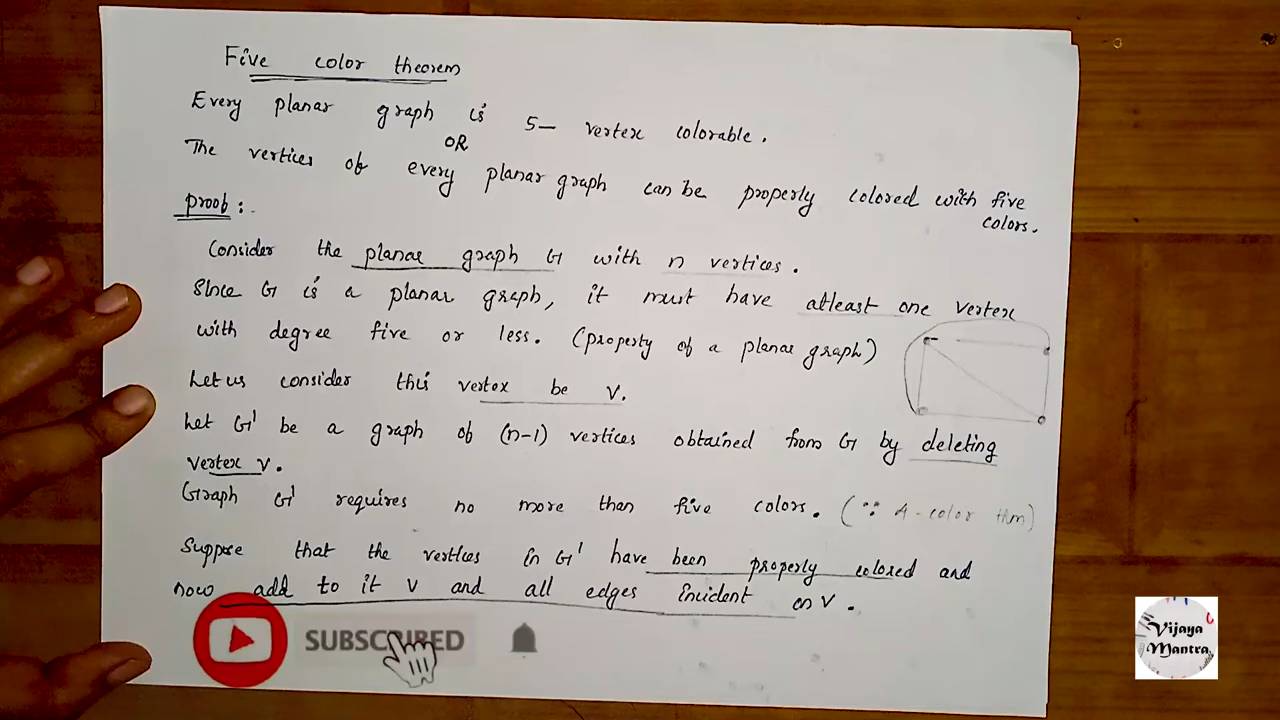 Five color theorem
Every planar graph is 5- vertex colorable.
OR
The vertices of every planar graph can be properly colored with five
colors.
proof:-
Consider the planar graph G with n vertices.
Since G is a planar graph, it must have atleast one vertex
with degree five or less. (property of a planar graph)
Let us consider this vertex be v.
Let G' be a graph of (n-1) vertices obtained from G by deleting
vertex v.
Graph G' requires no more than five colors. (∵ 4-color thm)
Suppose that the vertices in G' have been properly colored and
now add to it v and all edges incident on v.
SUBSCRIBED
Vijaya
Mantra